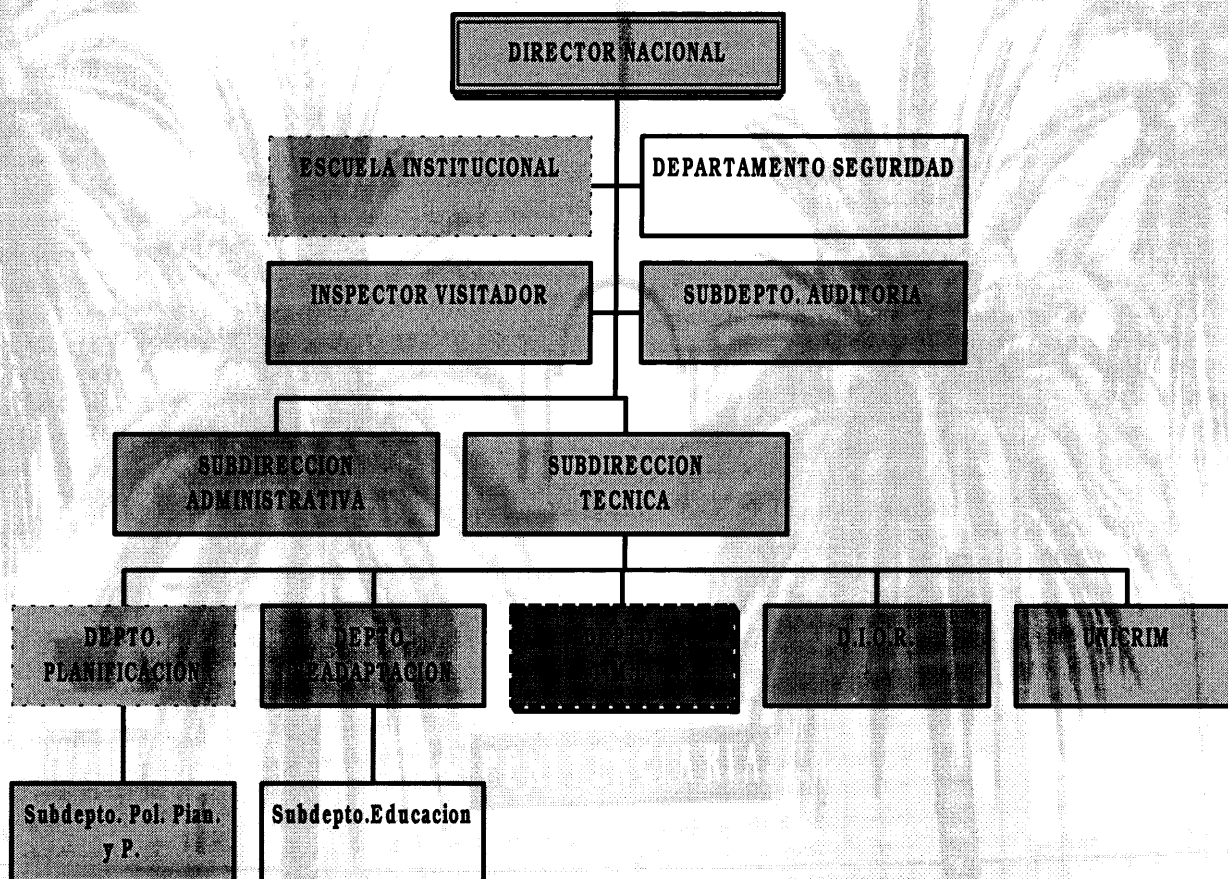 DIRECTOR NACIONAL
ESCUELA INSTITUCIONAL
DEPARTAMENTO SEGURIDAD
INSPECTOR VISITADOR
SUBDEPTO. AUDITORIA
SUBDIRECCION
ADMINISTRATIVA
SUBDIRECCION
TECNICA
DEPTO.
PLANIFICACION
DEPTO.
READAPTACION
D.I.O.R.
UNICRIM
Subdepto. Pol. Plan.
y P.
Subdepto.Educacion